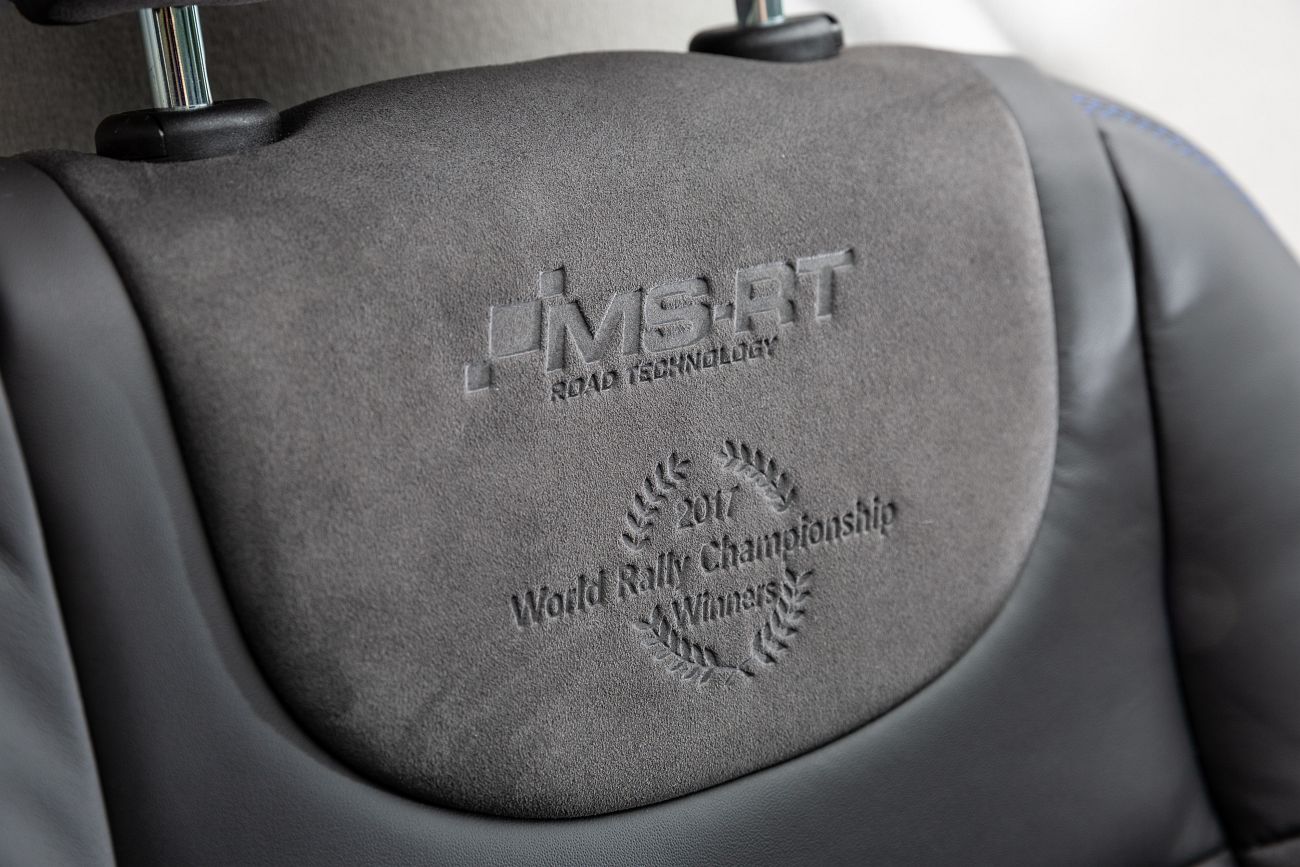 MS-RT
ROAD TECHNOLOGY
2017
World Rally Championship
Winners